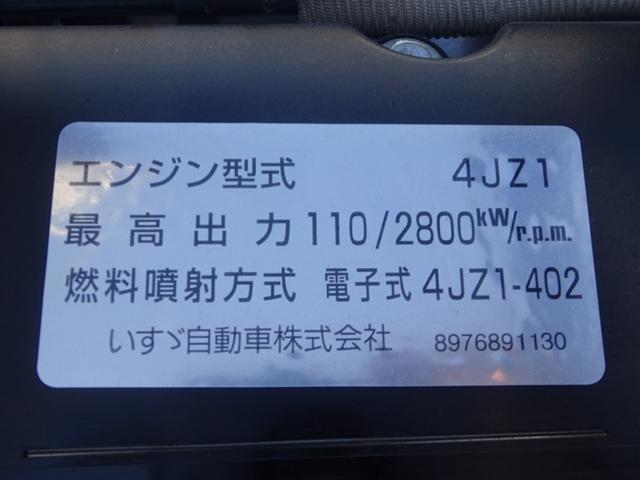 エンジン型式 4JZ1
最高出力 110/2800kW/r.p.m.
燃料噴射方式 電子式 4JZ1-402
いすゞ自動車株式会社 8976891130